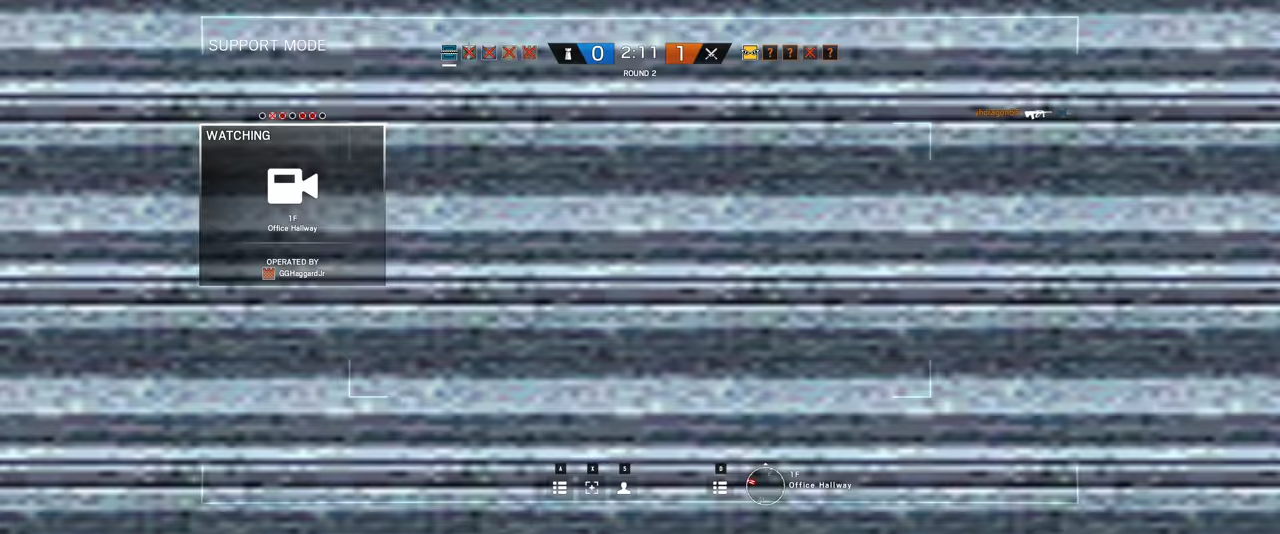 SUPPORT MODE
0 2:11 1
? ? ?
ROUND 2
WATCHING
1F
Office Hallway
OPERATED BY
GGHaggardJr
A X S D
1F
Office Hallway